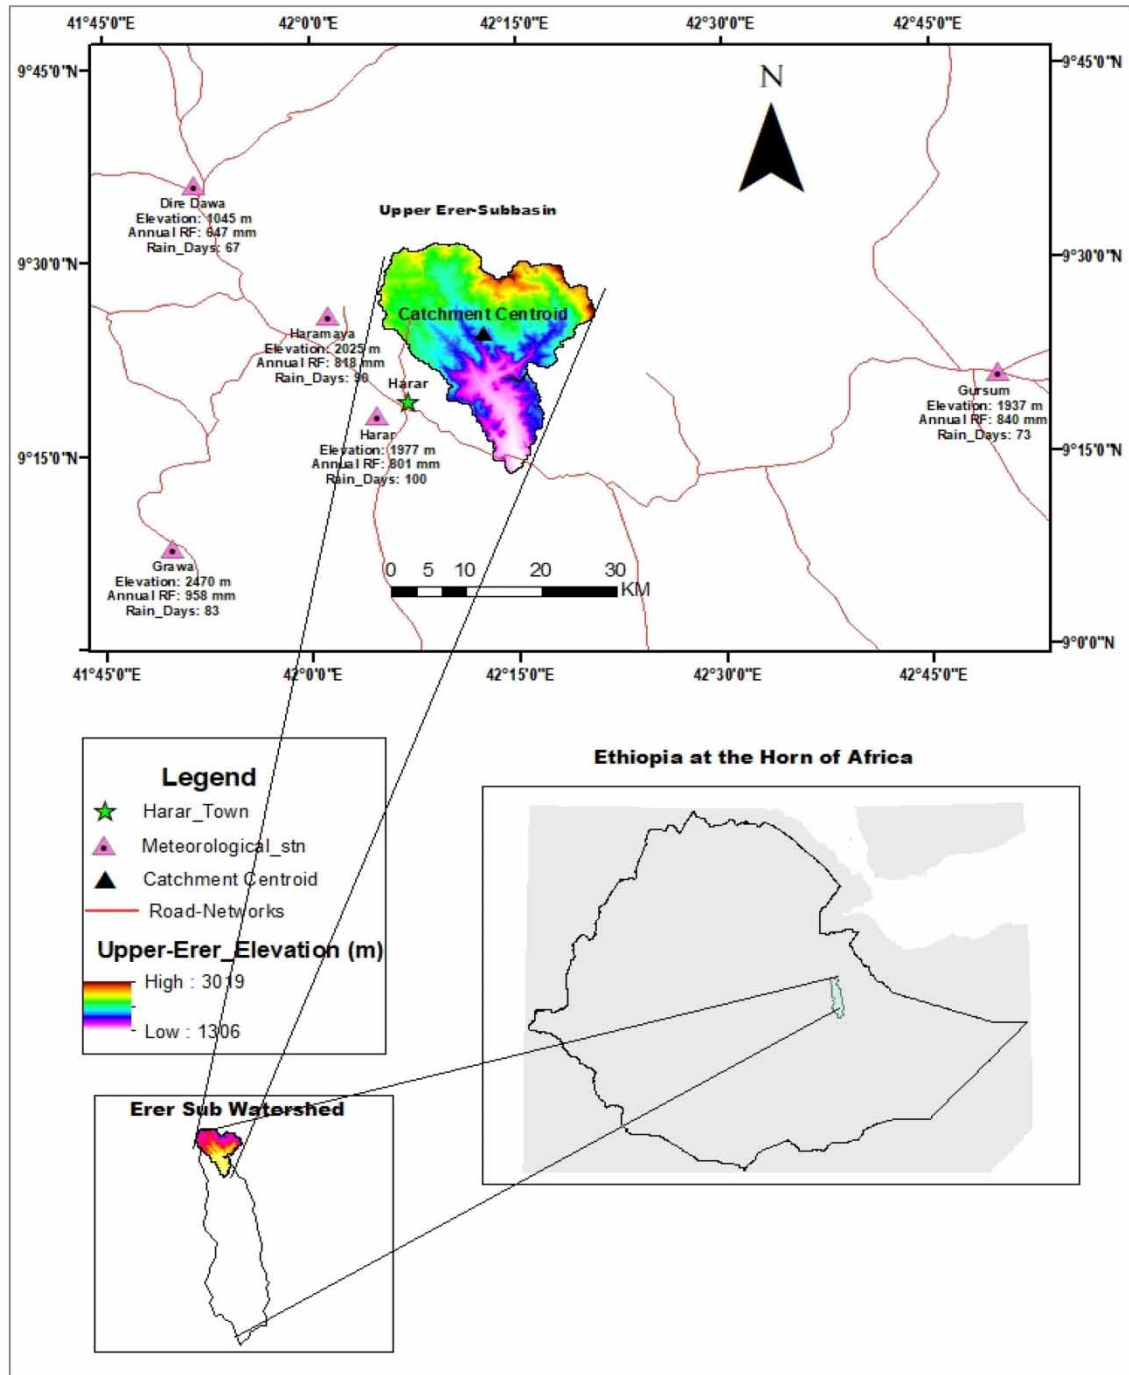 41°45'0"E
42°0'0"E
42°15'0"E
42°30'0"E
42°45'0"E
9°45'0"N
9°45'0"N
N
Dire Dawa
Elevation: 1045 m
Annual RF: 647 mm
Rain_Days: 67
Upper Erer-Subbasin
9°30'0"N
9°30'0"N
Catchment Centroid
Haramaya
Elevation: 2025 m
Annual RF: 818 mm
Rain_Days: 90
Harar
Gursum
Elevation: 1937 m
Annual RF: 840 mm
Rain_Days: 73
Harar
Elevation: 1977 m
Annual RF: 801 mm
Rain_Days: 100
9°15'0"N
9°15'0"N
Grawa
Elevation: 2470 m
Annual RF: 958 mm
Rain_Days: 83
0 5 10 20 30
KM
9°0'0"N
41°45'0"E
42°0'0"E
42°15'0"E
42°30'0"E
42°45'0"E
Legend
Harar_Town
Meteorological_stn
Catchment Centroid
Road-Networks
Upper-Erer_Elevation (m)
High : 3019
Low : 1306
Ethiopia at the Horn of Africa
Erer Sub Watershed